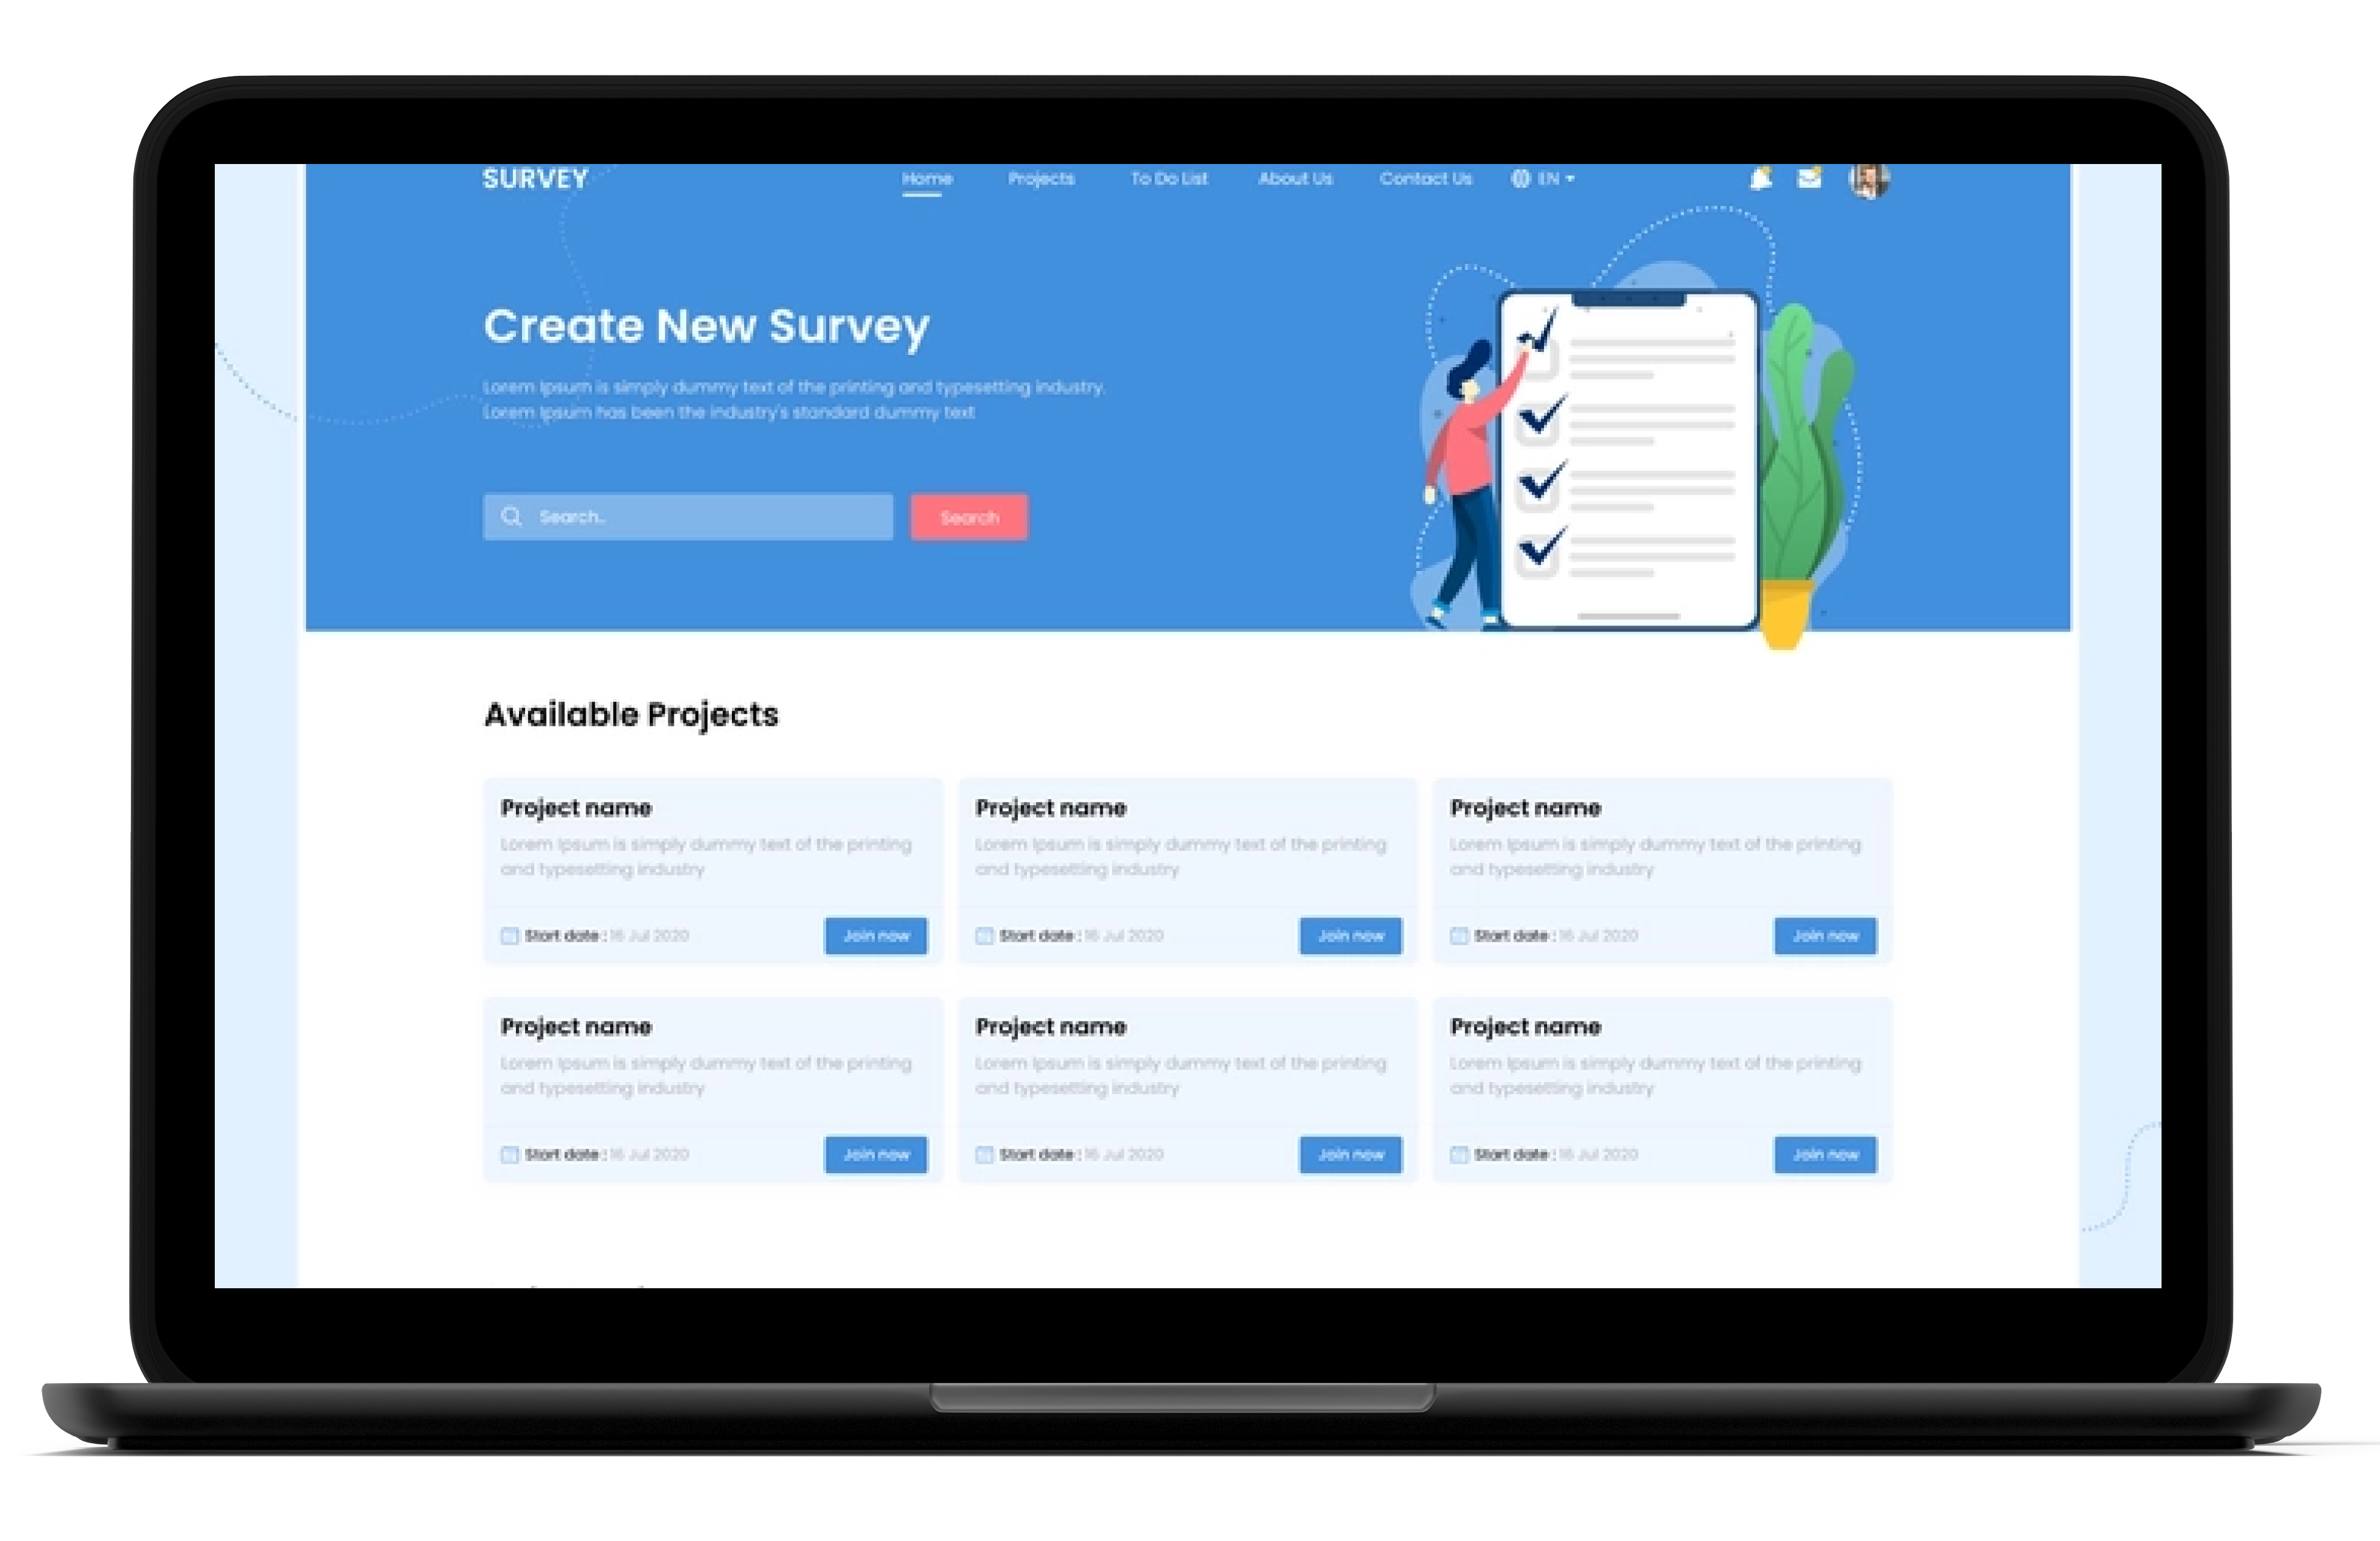 SURVEY
Home Projects To Do List About Us Contact Us EN
Create New Survey
Lorem Ipsum is simply dummy text of the printing and typesetting industry.
Lorem Ipsum has been the industry's standard dummy text
Search.. Search
Available Projects
Project name Project name Project name
Lorem Ipsum is simply dummy text of the printing Lorem Ipsum is simply dummy text of the printing Lorem Ipsum is simply dummy text of the printing
and typesetting industry and typesetting industry and typesetting industry
Start date : 16 Jul 2020 Join now Start date : 16 Jul 2020 Join now Start date : 16 Jul 2020 Join now
Project name Project name Project name
Lorem Ipsum is simply dummy text of the printing Lorem Ipsum is simply dummy text of the printing Lorem Ipsum is simply dummy text of the printing
and typesetting industry and typesetting industry and typesetting industry
Start date : 16 Jul 2020 Join now Start date : 16 Jul 2020 Join now Start date : 16 Jul 2020 Join now